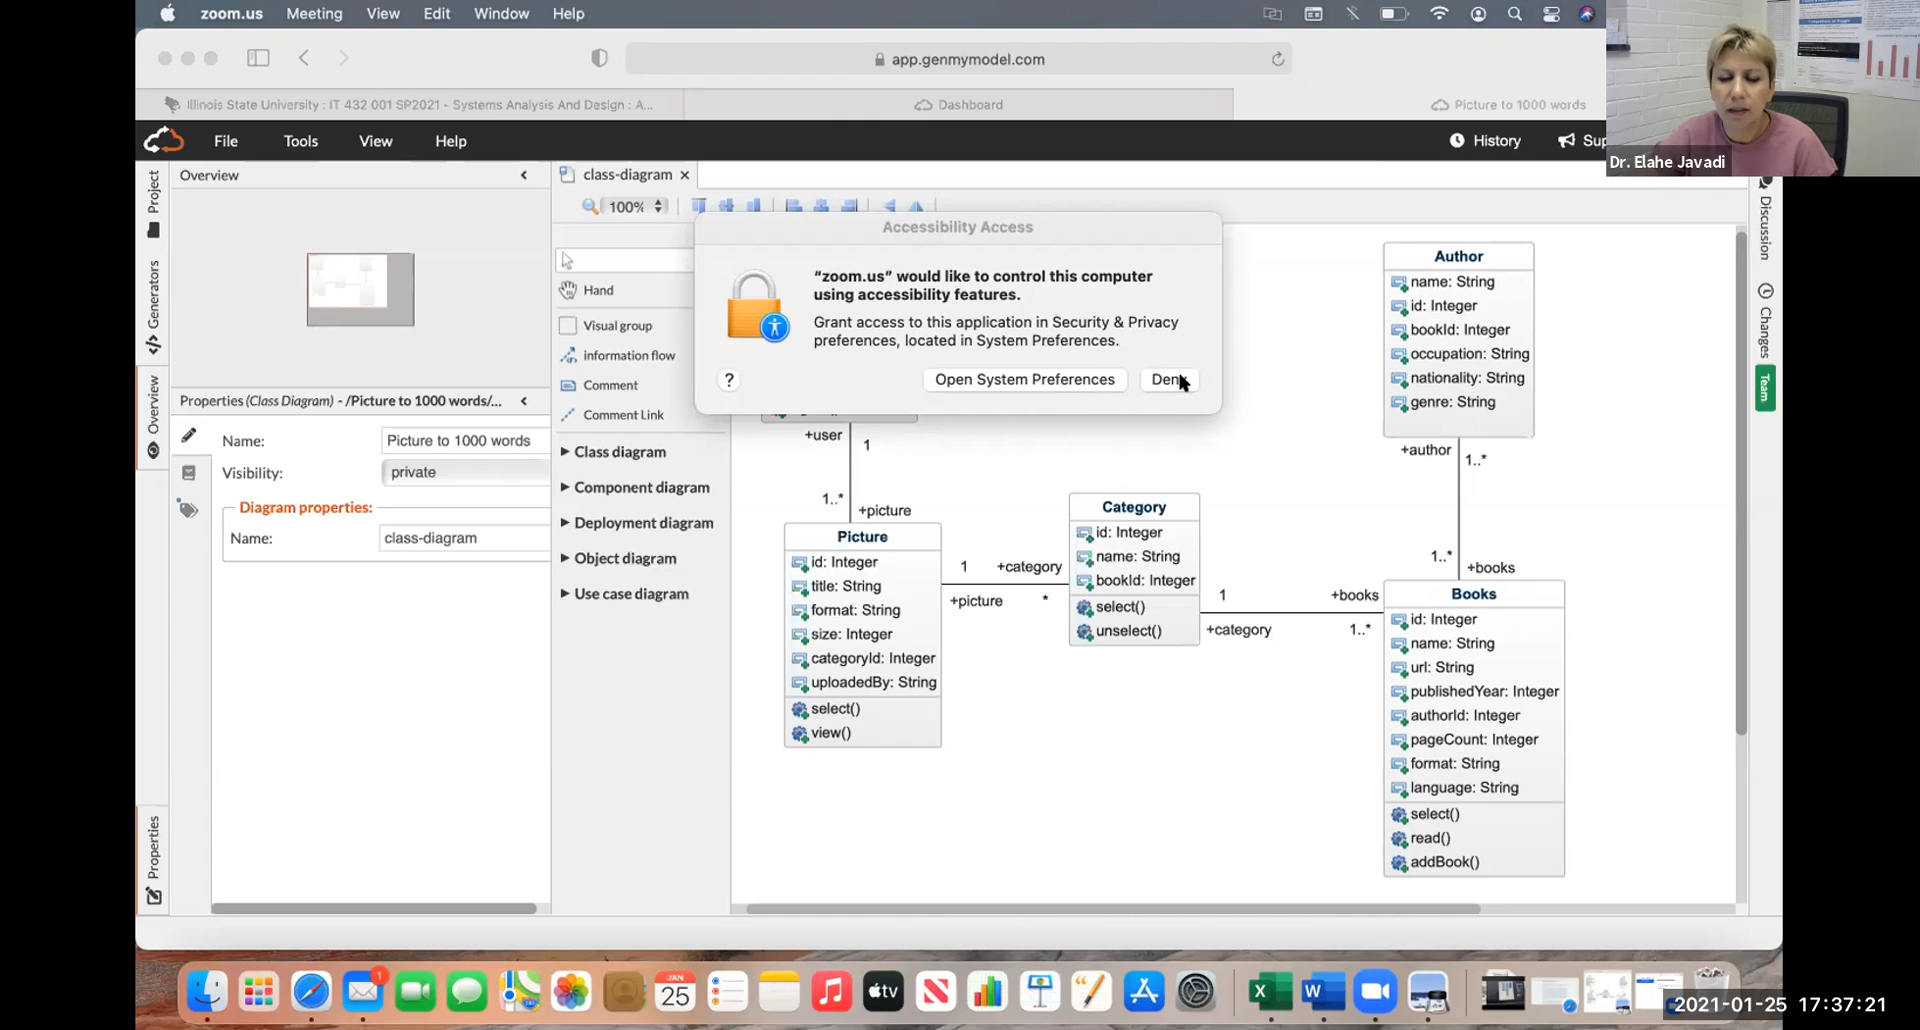 zoom.us Meeting View Edit Window Help
app.genmymodel.com
Illinois State University : IT 432 001 SP2021 - Systems Analysis And Design : A...
Dashboard
Picture to 1000 words
File Tools View Help
History
Dr. Elahe Javadi
Project
Generators
Overview
Properties
Overview
Properties (Class Diagram) - /Picture to 1000 words/...
Name: Picture to 1000 words
Visibility: private
Diagram properties:
Name: class-diagram
class-diagram
100%
Hand
Visual group
information flow
Comment
Comment Link
Class diagram
Component diagram
Deployment diagram
Object diagram
Use case diagram
Accessibility Access
“zoom.us” would like to control this computer
using accessibility features.
Grant access to this application in Security & Privacy
preferences, located in System Preferences.
?
Open System Preferences
+user
1
1..*
+picture
Picture
id: Integer
title: String
format: String
size: Integer
categoryId: Integer
uploadedBy: String
select()
view()
1
+category
+picture
*
Category
id: Integer
name: String
bookId: Integer
select()
unselect()
1
+books
+category
1..*
Author
name: String
id: Integer
bookId: Integer
occupation: String
nationality: String
genre: String
+author
1..*
1..*
+books
Books
id: Integer
name: String
url: String
publishedYear: Integer
authorId: Integer
pageCount: Integer
format: String
language: String
select()
read()
addBook()
Discussion
Changes
Team
1
JAN
25
tv
2021-01-25 17:37:21